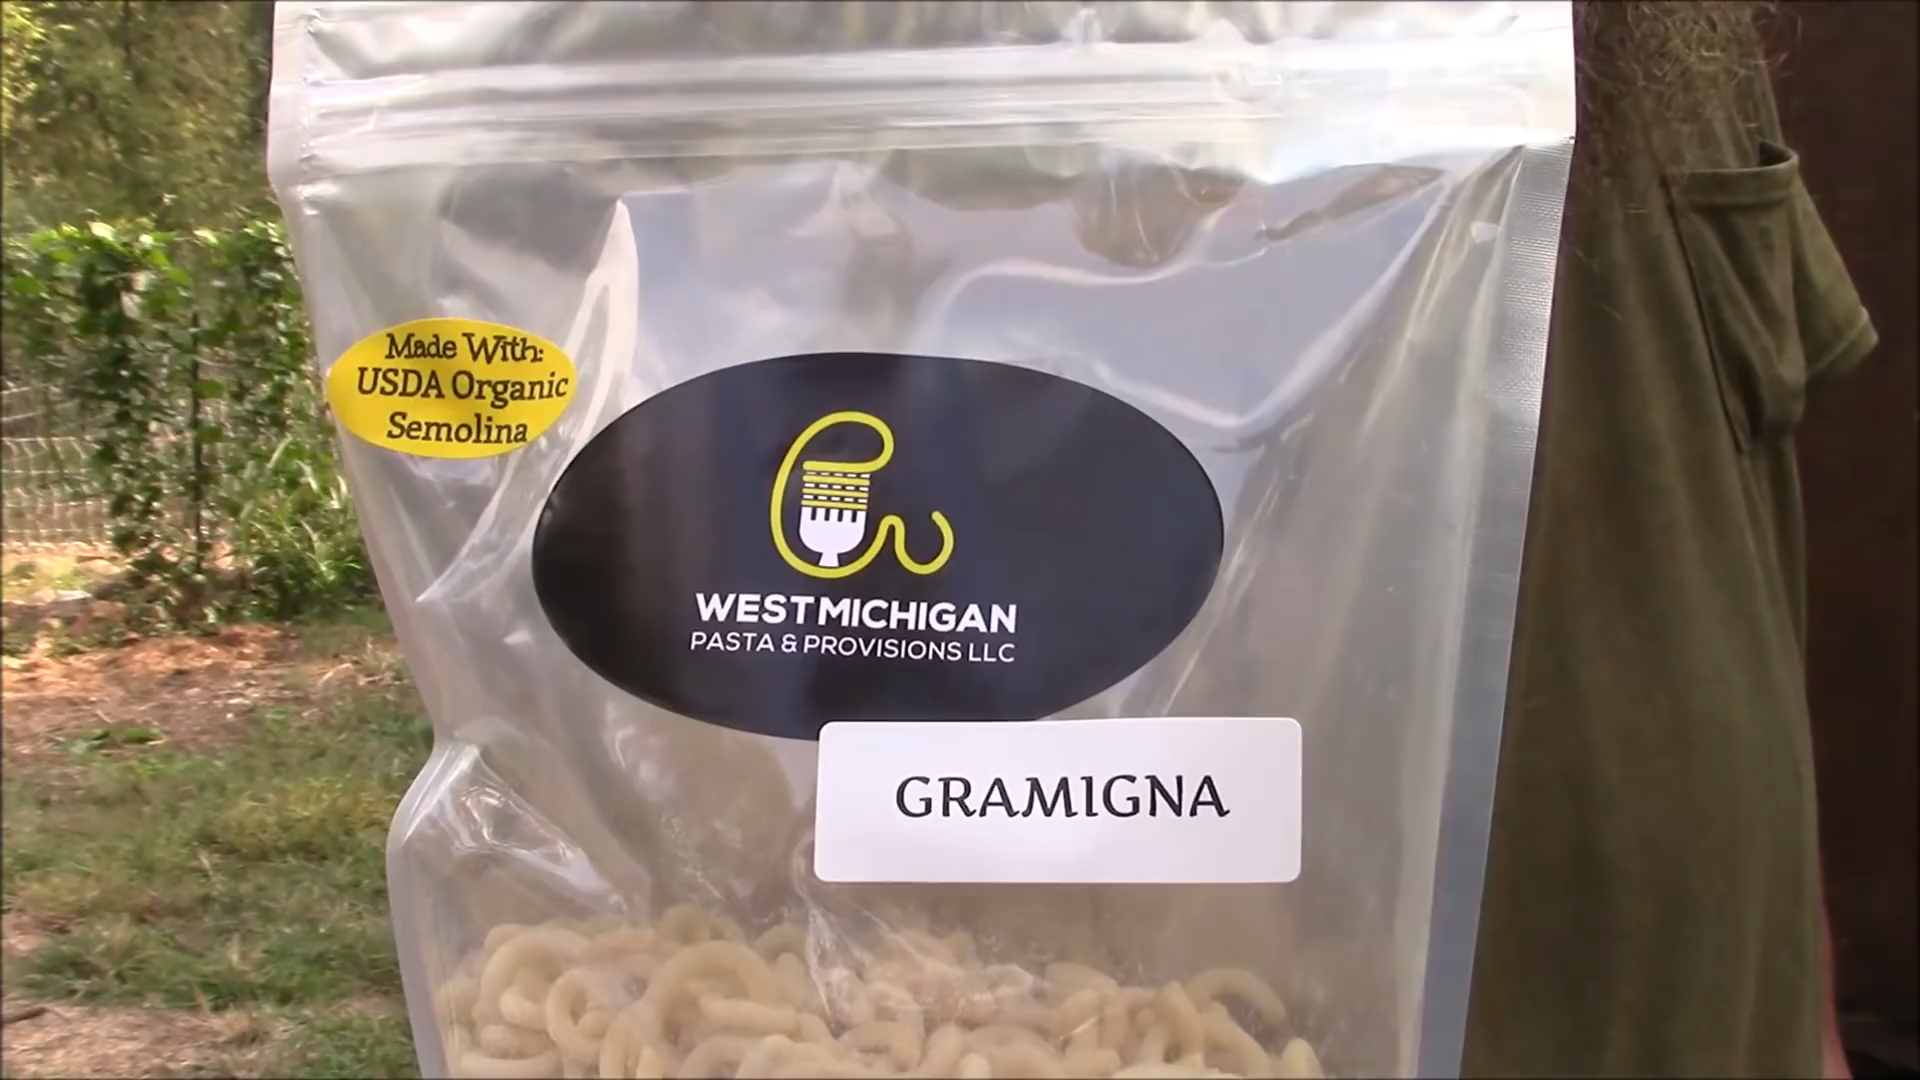 Made With:
USDA Organic
Semolina
WEST MICHIGAN
PASTA & PROVISIONS LLC
GRAMIGNA